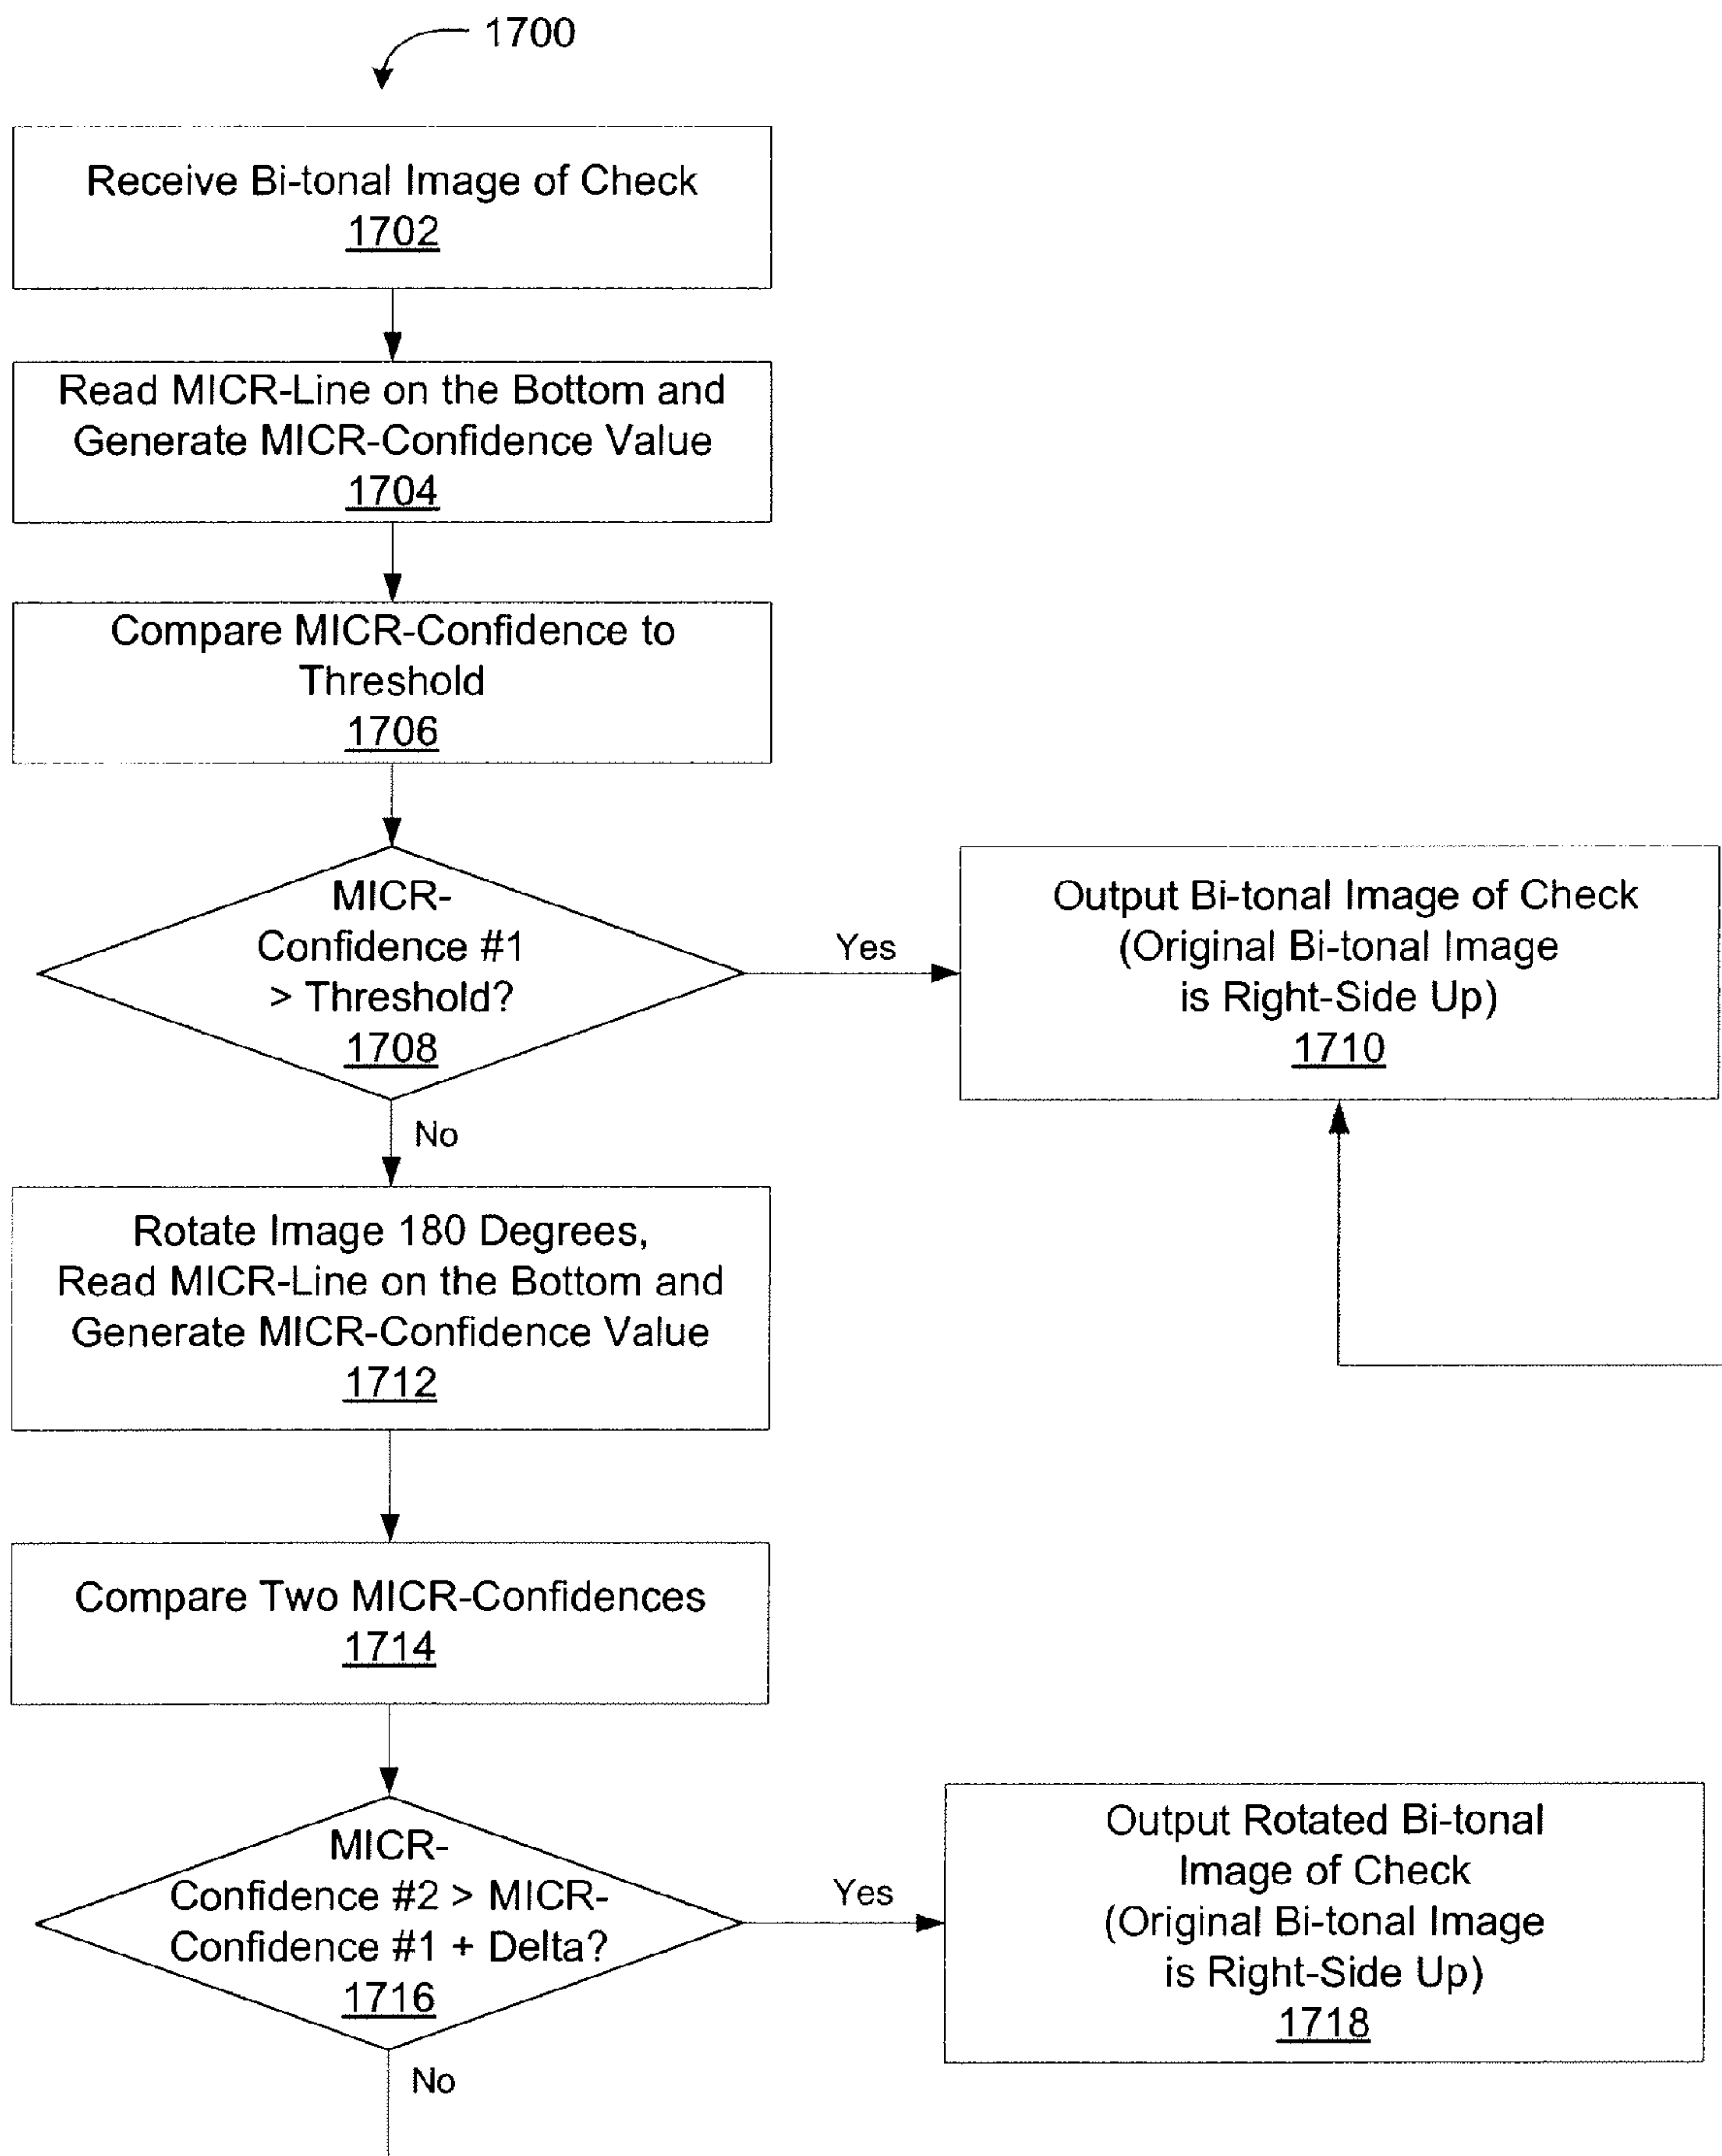 1700
Receive Bi-tonal Image of Check
1702
Read MICR-Line on the Bottom and
Generate MICR-Confidence Value
1704
Compare MICR-Confidence to
Threshold
1706
MICR-
Confidence #1
> Threshold?
1708
Yes
Output Bi-tonal Image of Check
(Original Bi-tonal Image
is Right-Side Up)
1710
No
Rotate Image 180 Degrees,
Read MICR-Line on the Bottom and
Generate MICR-Confidence Value
1712
Compare Two MICR-Confidences
1714
MICR-
Confidence #2 > MICR-
Confidence #1 + Delta?
1716
Yes
Output Rotated Bi-tonal
Image of Check
(Original Bi-tonal Image
is Right-Side Up)
1718
No